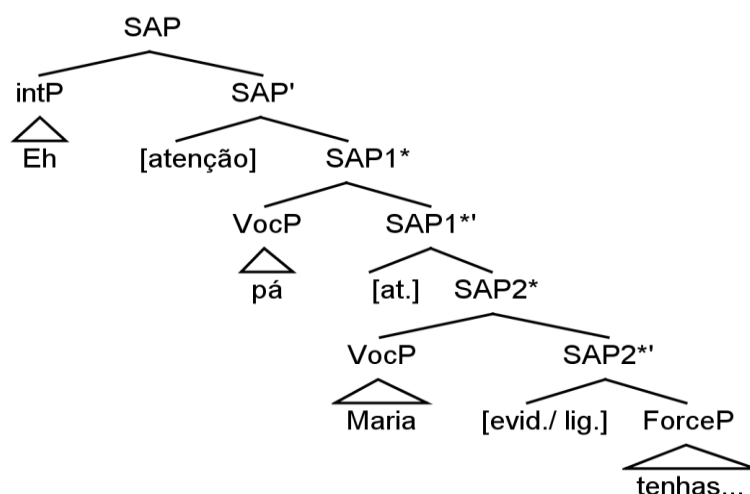 SAP
intP SAP'
Eh [atenção] SAP1*
VocP SAP1*'
pá [at.] SAP2*
VocP SAP2*'
Maria [evid./ lig.] ForceP
tenhas...